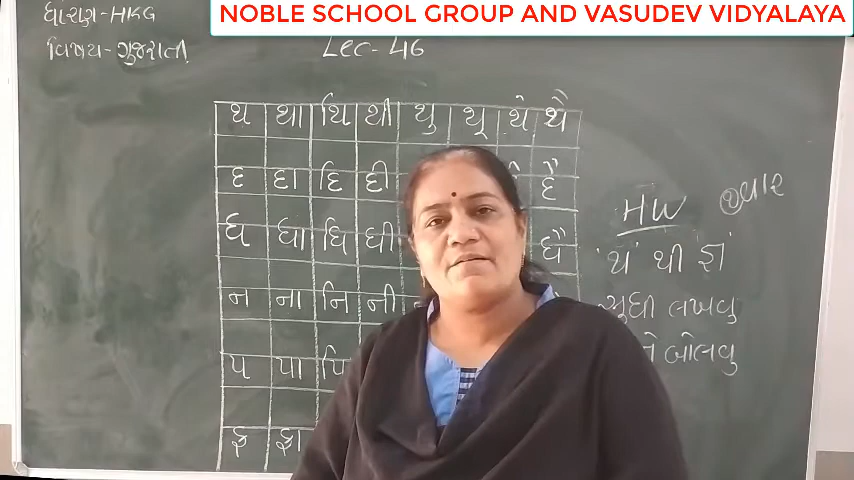 NOBLE SCHOOL GROUP AND VASUDEV VIDYALAYA
ધોરણ-HKG
વિષય-ગુજરાતી
Lec-46
થ થા થિ થી થુ થૂ થે થૈ
દ દા દિ દી દૈ
ધ ધા ધિ ધી ધૈ
ન ના નિ ની
પ પા પિ
ફ ફા
HW
જુવાર
'થ' થી જ્ઞ'
સુધી લખવુ
બોલવુ